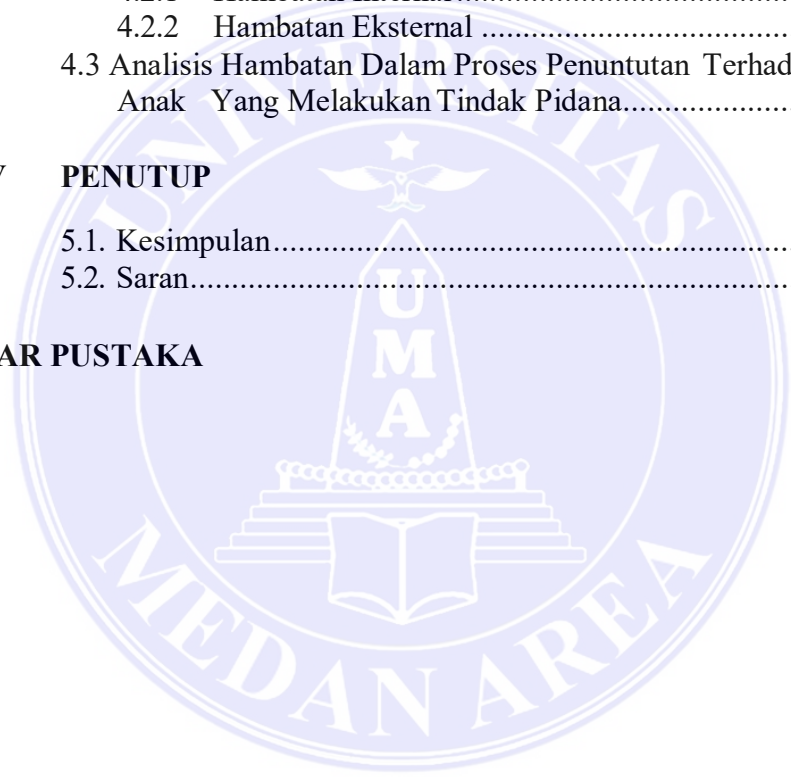 4.2.2 Hambatan Eksternal ........................................
4.3 Analisis Hambatan Dalam Proses Penuntutan Terhad
Anak Yang Melakukan Tindak Pidana.....................
PENUTUP
5.1. Kesimpulan...............................................................
5.2. Saran.........................................................................
AR PUSTAKA
UNIVERSITAS
UMA
MEDAN AREA